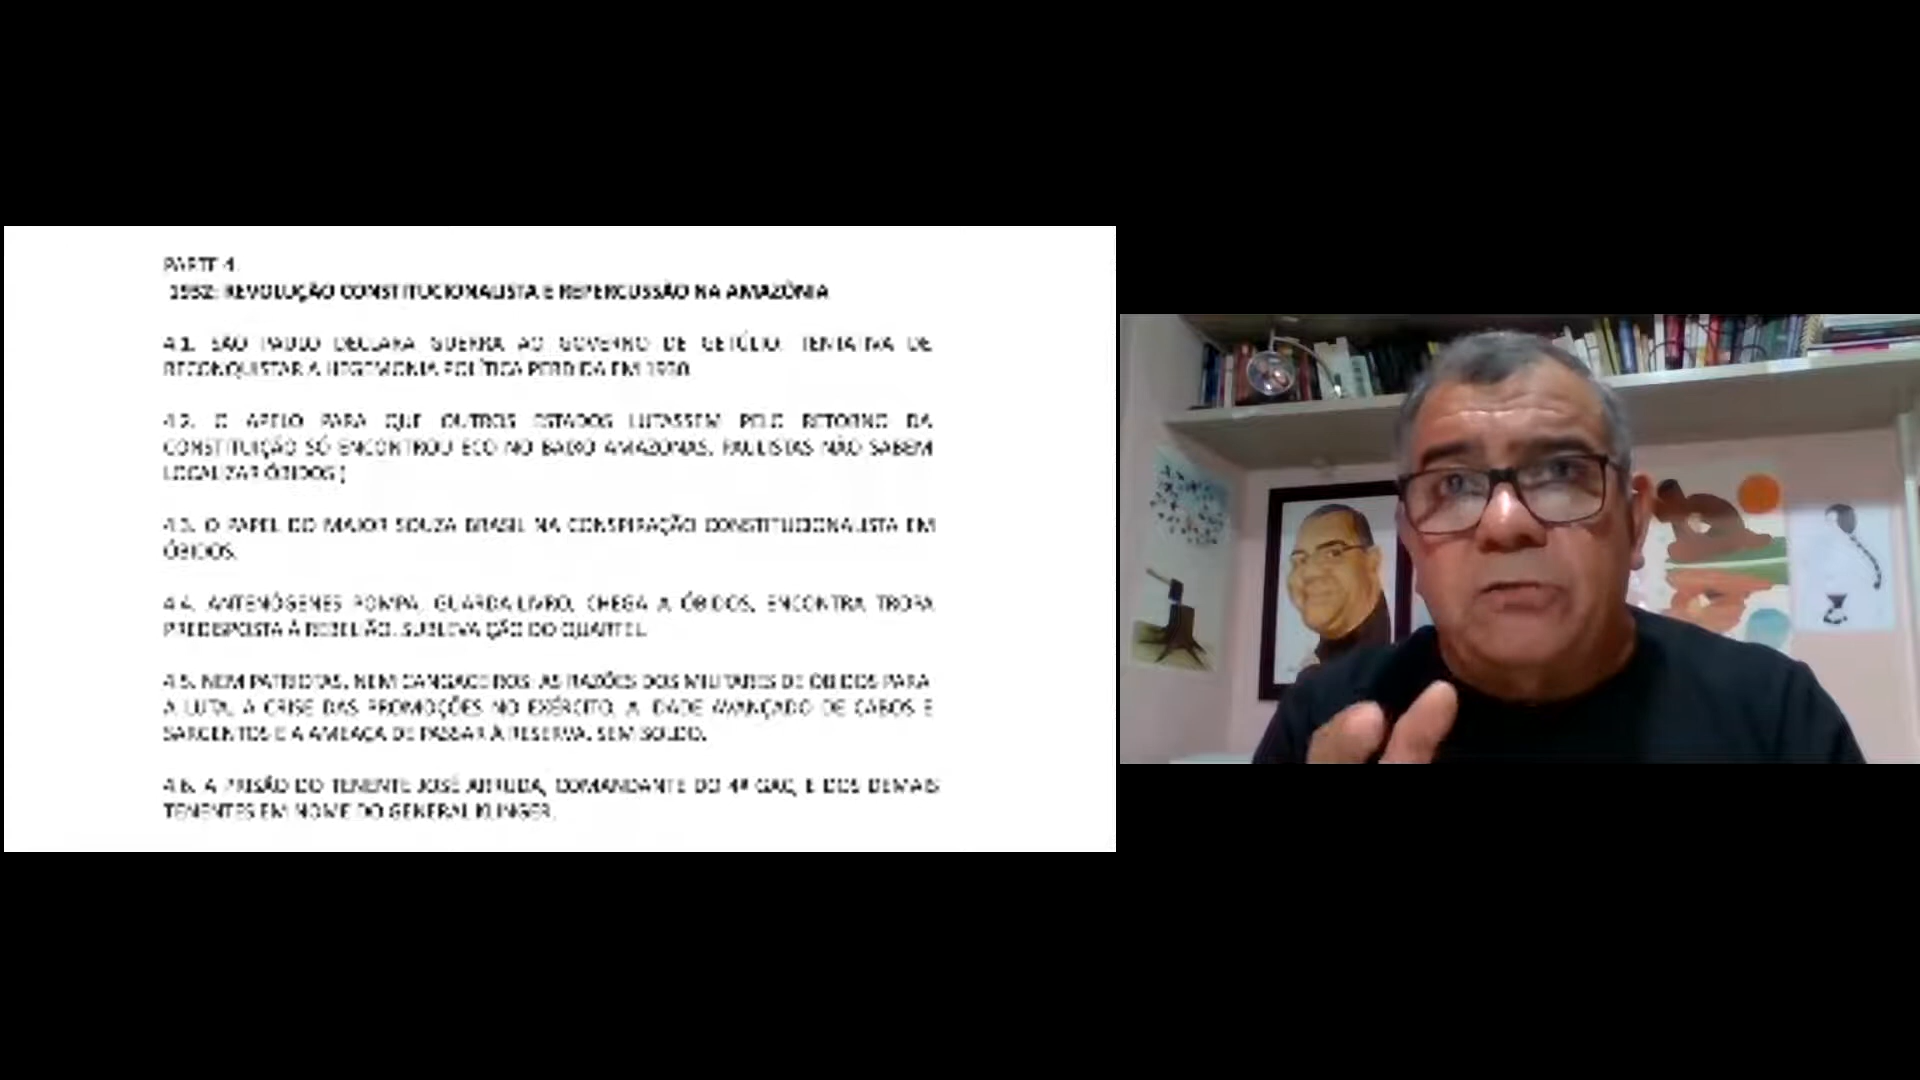 PARTE 4.
1932: REVOLUÇÃO CONSTITUCIONALISTA E REPERCUSSÃO NA AMAZÔNIA
4.1. SÃO PAULO DECLARA GUERRA AO GOVERNO DE GETÚLIO: TENTATIVA DE
RECONQUISTAR A HEGEMONIA POLÍTICA PERDIDA EM 1930.
4.2. O APELO PARA QUE OUTROS ESTADOS LUTASSEM PELO RETORNO DA
CONSTITUIÇÃO SÓ ENCONTROU ECO NO BAIXO AMAZONAS. PAULISTAS NÃO SABEM
LOCALIZAR ÓBIDOS!
4.3. O PAPEL DO MAJOR SOUZA BRASIL NA CONSPIRAÇÃO CONSTITUCIONALISTA EM
ÓBIDOS.
4.4. ANTENÓGENES POMPA, GUARDA-LIVRO, CHEGA A ÓBIDOS, ENCONTRA TROPA
PREDISPOSTA À REBELIÃO. SUBLEVAÇÃO DO QUARTEL.
4.5. NEM PATRIOTAS, NEM CANGACEIROS: AS RAZÕES DOS MILITARES DE ÓBIDOS PARA
A LUTA. A CRISE DAS PROMOÇÕES NO EXÉRCITO. A IDADE AVANÇADO DE CABOS E
SARGENTOS E A AMEAÇA DE PASSAR À RESERVA, SEM SOLDO.
4.6. A PRISÃO DO TENENTE JOSÉ ARRUDA, COMANDANTE DO 4º GAC, E DOS DEMAIS
TENENTES EM NOME DO GENERAL KLINGER.